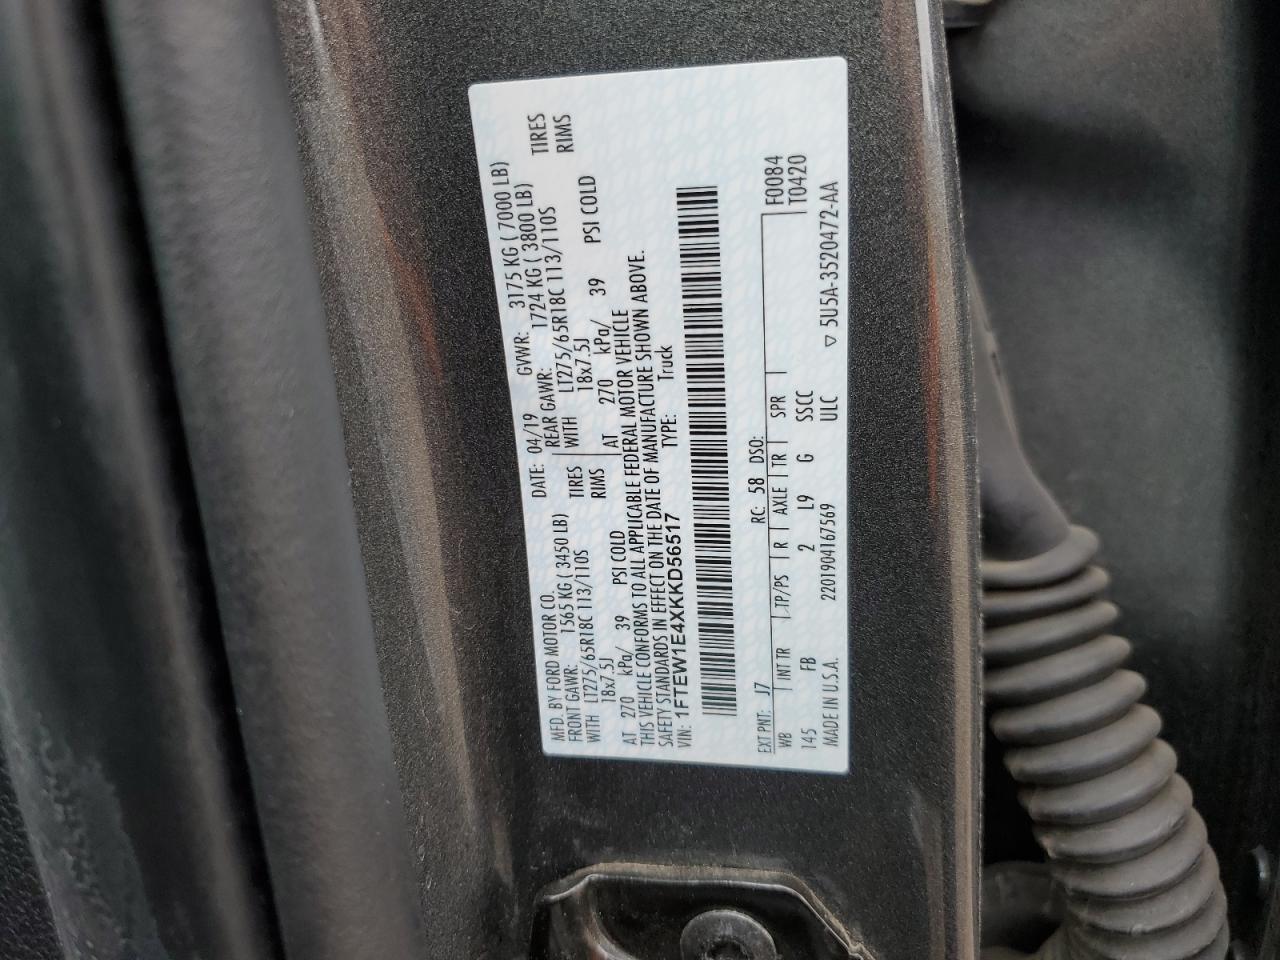 MFD. BY FORD MOTOR CO.
DATE: 04/19
GVWR: 3175 KG ( 7000 LB)
FRONT GAWR: 1565 KG ( 3450 LB)
REAR GAWR: 1724 KG ( 3800 LB)
WITH LT275/65R18C 113/110S TIRES
WITH LT275/65R18C 113/110S TIRES
18x7.5J RIMS
18x7.5J RIMS
AT 270 kPa/ 39 PSI COLD
AT 270 kPa/ 39 PSI COLD
THIS VEHICLE CONFORMS TO ALL APPLICABLE FEDERAL MOTOR VEHICLE
SAFETY STANDARDS IN EFFECT ON THE DATE OF MANUFACTURE SHOWN ABOVE.
VIN: 1FTEW1E4XKKD56517 TYPE: Truck
EXT PNT: J7 RC: 58 DSO: F0084
WB INT TR TP/PS R AXLE TR SPR T0420
145 FB 2 L9 G SSCC
MADE IN U.S.A. 2201904167569 ULC ▽ 5U5A-3520472-AA